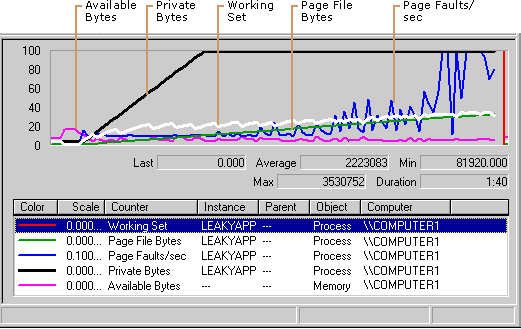 Available Bytes
Private Bytes
Working Set
Page File Bytes
Page Faults/ sec
100
80
60
40
20
0
Last 0.000 Average 2223083 Min 81920.000
Max 3530752 Duration 1:40
Color Scale Counter Instance Parent Object Computer
0.000... Working Set LEAKYAPP --- Process \\COMPUTER1
0.000... Page File Bytes LEAKYAPP --- Process \\COMPUTER1
0.100... Page Faults/sec LEAKYAPP --- Process \\COMPUTER1
0.000... Private Bytes LEAKYAPP --- Process \\COMPUTER1
0.000... Available Bytes --- --- Memory \\COMPUTER1